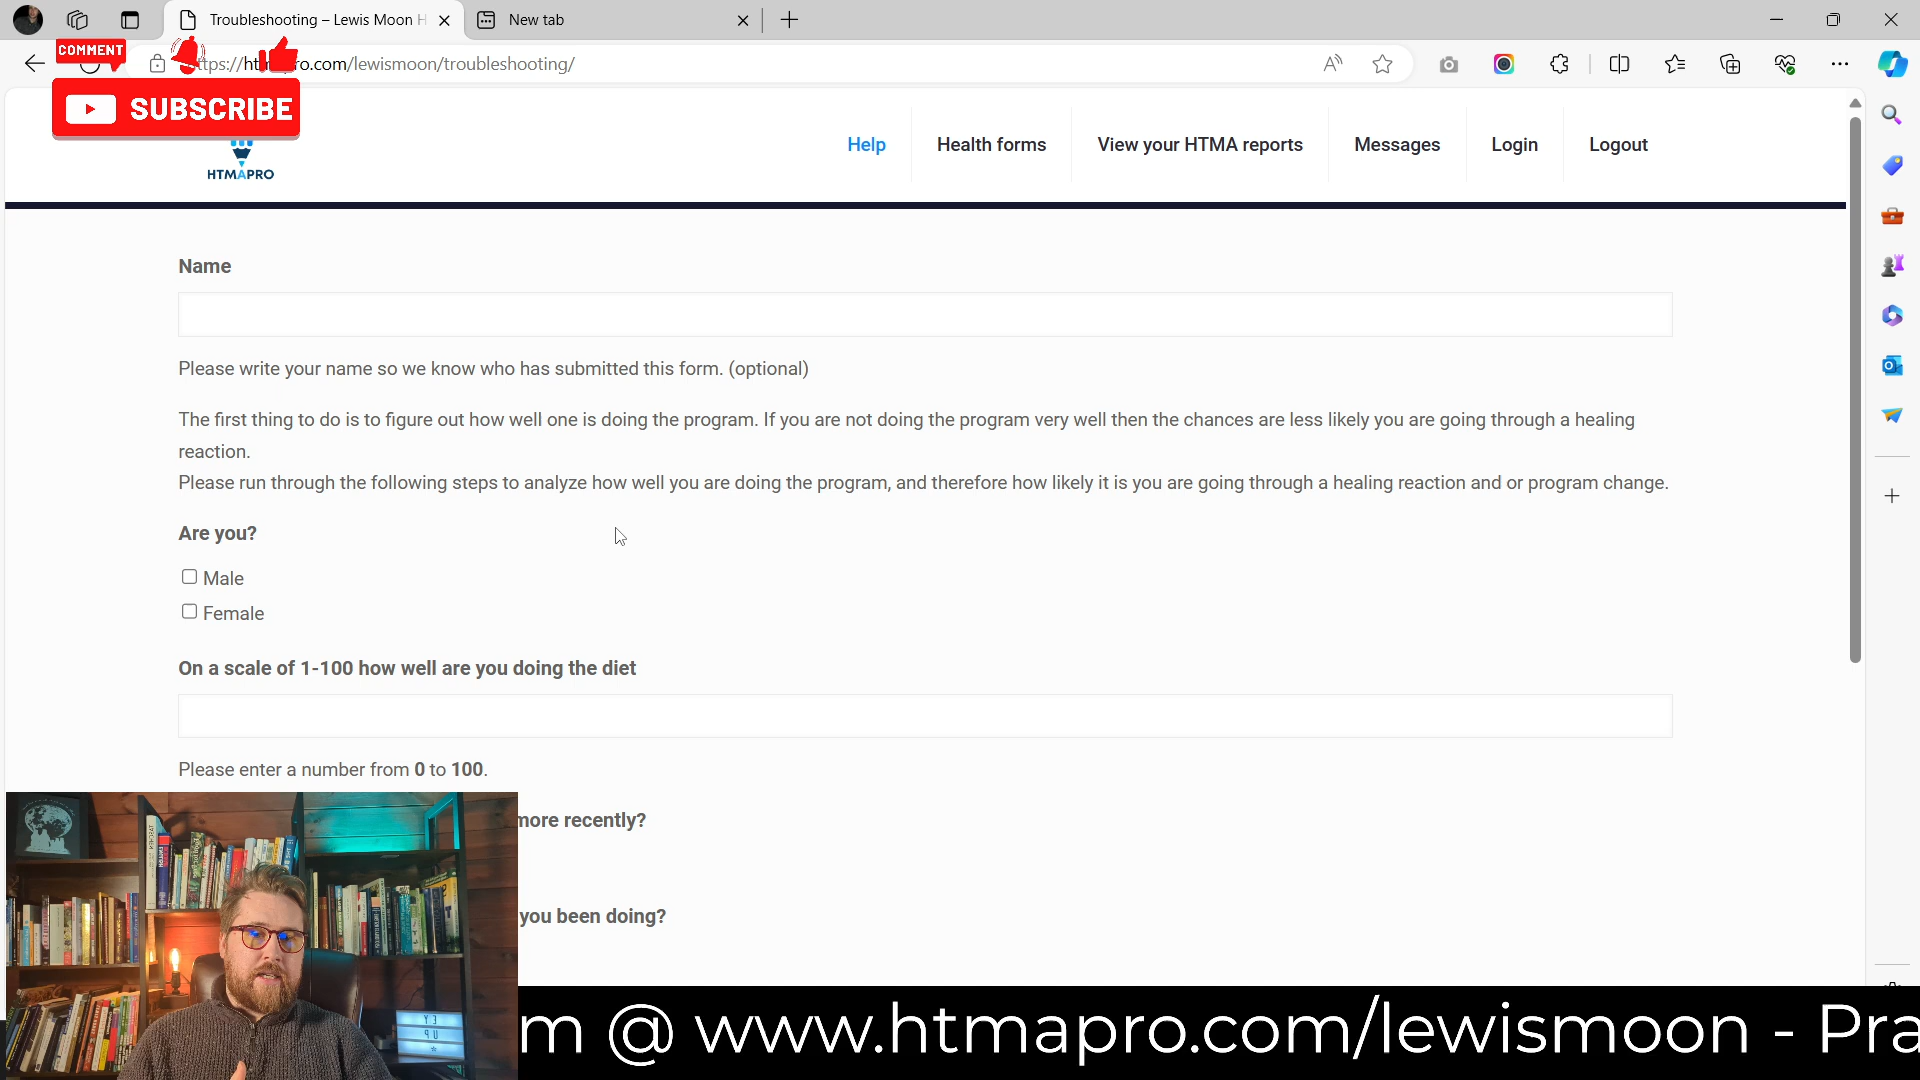 Troubleshooting – Lewis Moon H
New tab
COMMENT
ps://htm
ro.com/lewismoon/troubleshooting/
SUBSCRIBE
HTMAPRO
Help
Health forms
View your HTMA reports
Messages
Login
Logout
Name
Please write your name so we know who has submitted this form. (optional)
The first thing to do is to figure out how well one is doing the program. If you are not doing the program very well then the chances are less likely you are going through a healing
reaction.
Please run through the following steps to analyze how well you are doing the program, and therefore how likely it is you are going through a healing reaction and or program change.
Are you?
Male
Female
On a scale of 1-100 how well are you doing the diet
Please enter a number from 0 to 100.
more recently?
you been doing?
m @ www.htmapro.com/lewismoon - Pra